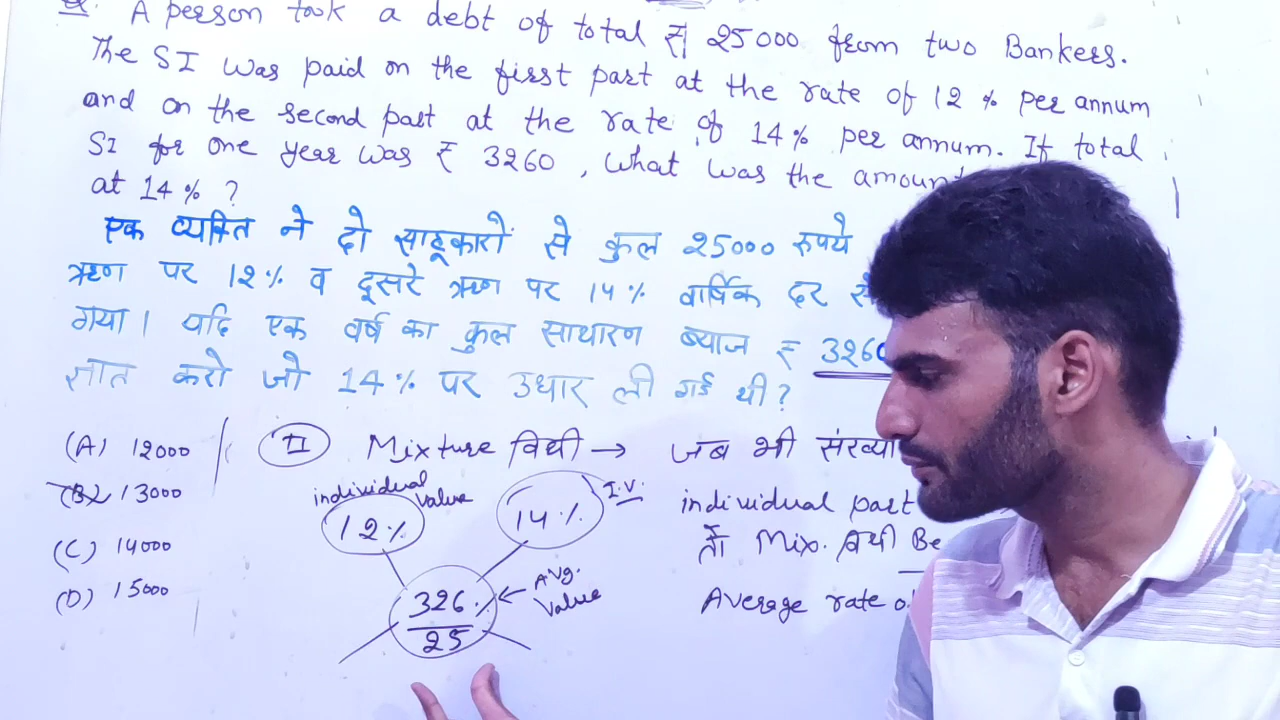 Q. A person took a debt of total ₹ 25000 from two Bankers.
The SI was paid on the first part at the rate of 12 % per annum
and on the second part at the rate of 14% per annum. If total
SI for one year was ₹ 3260 , what was the amount
at 14 % ?
एक व्यक्ति ने दो साहूकारों से कुल 25000 रुपये
ऋण पर 12% व दूसरे ऋण पर 14% वार्षिक दर से
गया। यदि एक वर्ष का कुल साधारण ब्याज ₹ 3260
ज्ञात करो जो 14% पर उधार ली गई थी?
(A) 12000
(B) 13000
(C) 14000
(D) 15000
II Mixture विधी → जब भी संख्या
individual value
12%
14% I.V.
326 %
25
← Avg. value
individual part
तो Mix. विधी Be
Average rate o